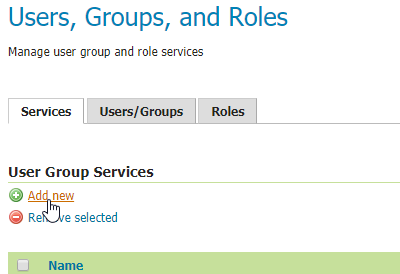 Users, Groups, and Roles
Manage user group and role services
Services Users/Groups Roles
User Group Services
Add new
Remove selected
Name